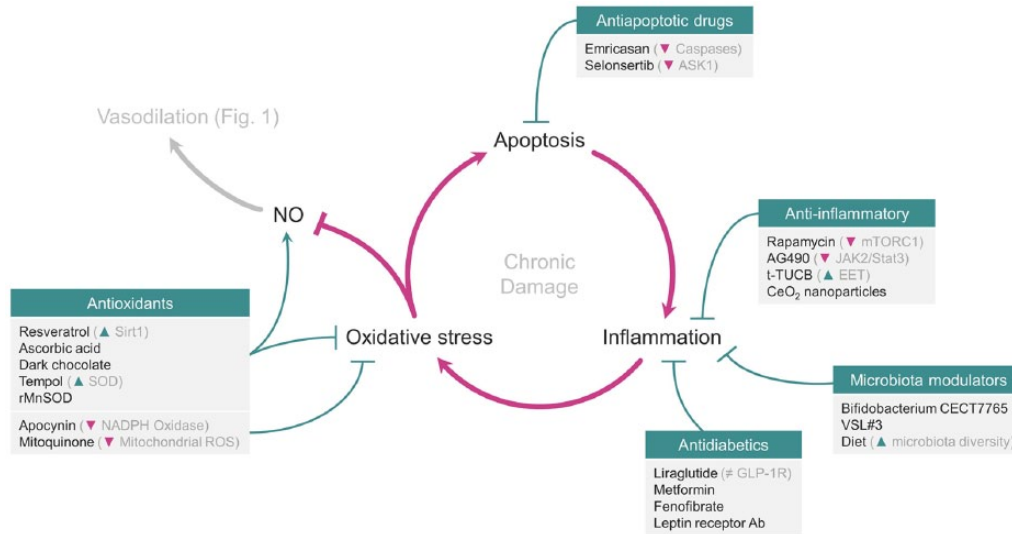 Antiapoptotic drugs
Emricasan (▼ Caspases)
Selonsertib (▼ ASK1)
Vasodilation (Fig. 1)
Apoptosis
NO
Chronic
Damage
Anti-inflammatory
Rapamycin (▼ mTORC1)
AG490 (▼ JAK2/Stat3)
t-TUCB (▲ EET)
CeO₂ nanoparticles
Antioxidants
Resveratrol (▲ Sirt1)
Ascorbic acid
Dark chocolate
Tempol (▲ SOD)
rMnSOD
Apocynin (▼ NADPH Oxidase)
Mitoquinone (▼ Mitochondrial ROS)
Oxidative stress
Inflammation
Microbiota modulators
Bifidobacterium CECT7765
VSL#3
Diet (▲ microbiota diversity)
Antidiabetics
Liraglutide (≠ GLP-1R)
Metformin
Fenofibrate
Leptin receptor Ab